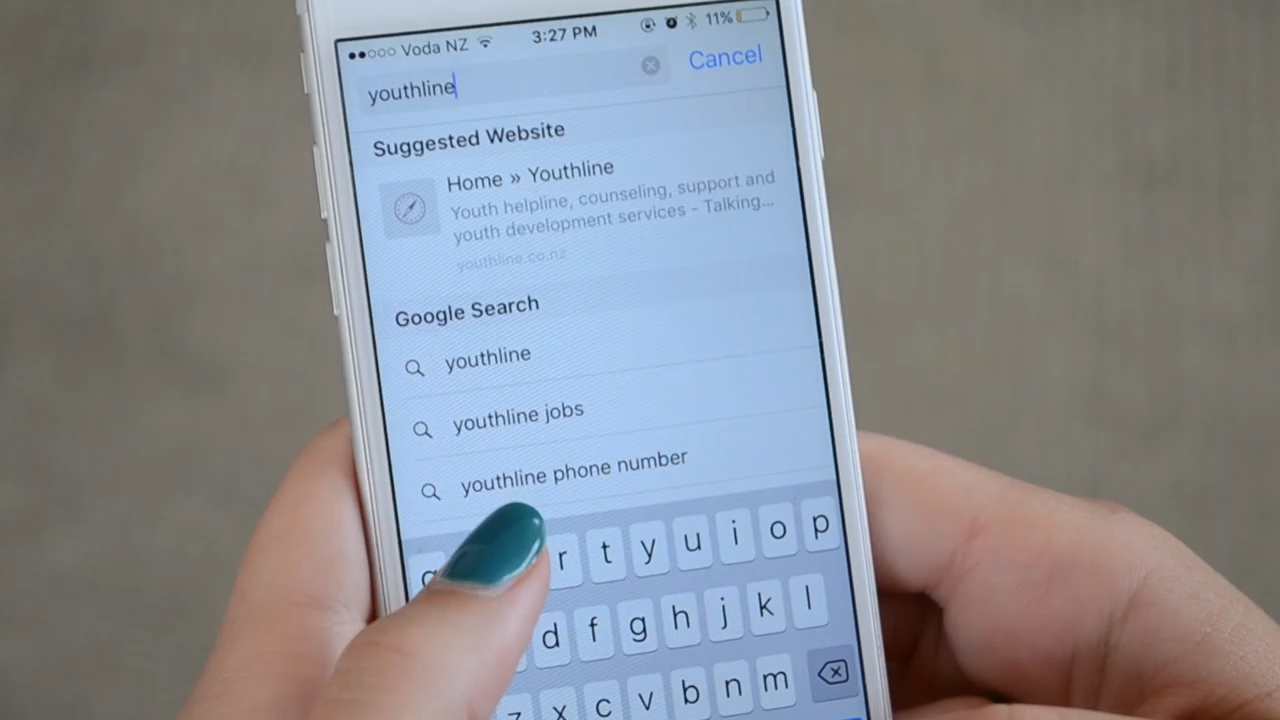 ●●○○○ Voda NZ 3:27 PM 11%
youthline Cancel
Suggested Website
Home » Youthline
Youth helpline, counseling, support and
youth development services - Talking...
youthline.co.nz
Google Search
youthline
youthline jobs
youthline phone number
r t y u i o p
d f g h j k l
z x c v b n m